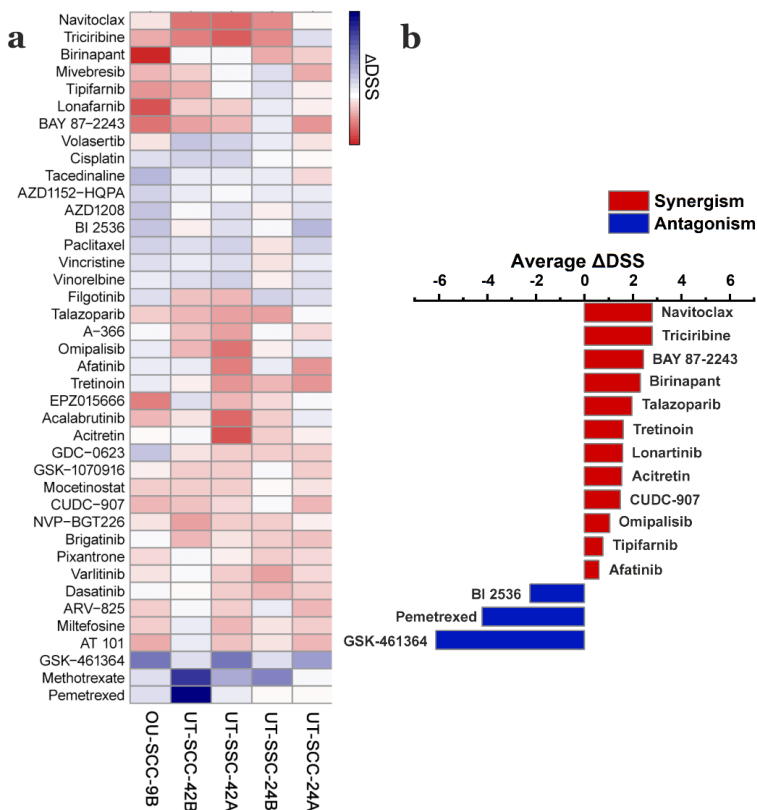 a
Navitoclax
Triciribine
Birinapant
Mivebresib
Tipifarnib
Lonafarnib
BAY 87-2243
Volasertib
Cisplatin
Tacedinaline
AZD1152-HQPA
AZD1208
BI 2536
Paclitaxel
Vincristine
Vinorelbine
Filgotinib
Talazoparib
A-366
Omipalisib
Afatinib
Tretinoin
EPZ015666
Acalabrutinib
Acitretin
GDC-0623
GSK-1070916
Mocetinostat
CUDC-907
NVP-BGT226
Brigatinib
Pixantrone
Varlitinib
Dasatinib
ARV-825
Miltefosine
AT 101
GSK-461364
Methotrexate
Pemetrexed
OU-SCC-9B
UT-SCC-42B
UT-SSC-42A
UT-SSC-24B
UT-SCC-24A
ΔDSS
b
Synergism
Antagonism
Average ΔDSS
-6 -4 -2 0 2 4 6
Navitoclax
Triciribine
BAY 87-2243
Birinapant
Talazoparib
Tretinoin
Lonartinib
Acitretin
CUDC-907
Omipalisib
Tipifarnib
Afatinib
BI 2536
Pemetrexed
GSK-461364